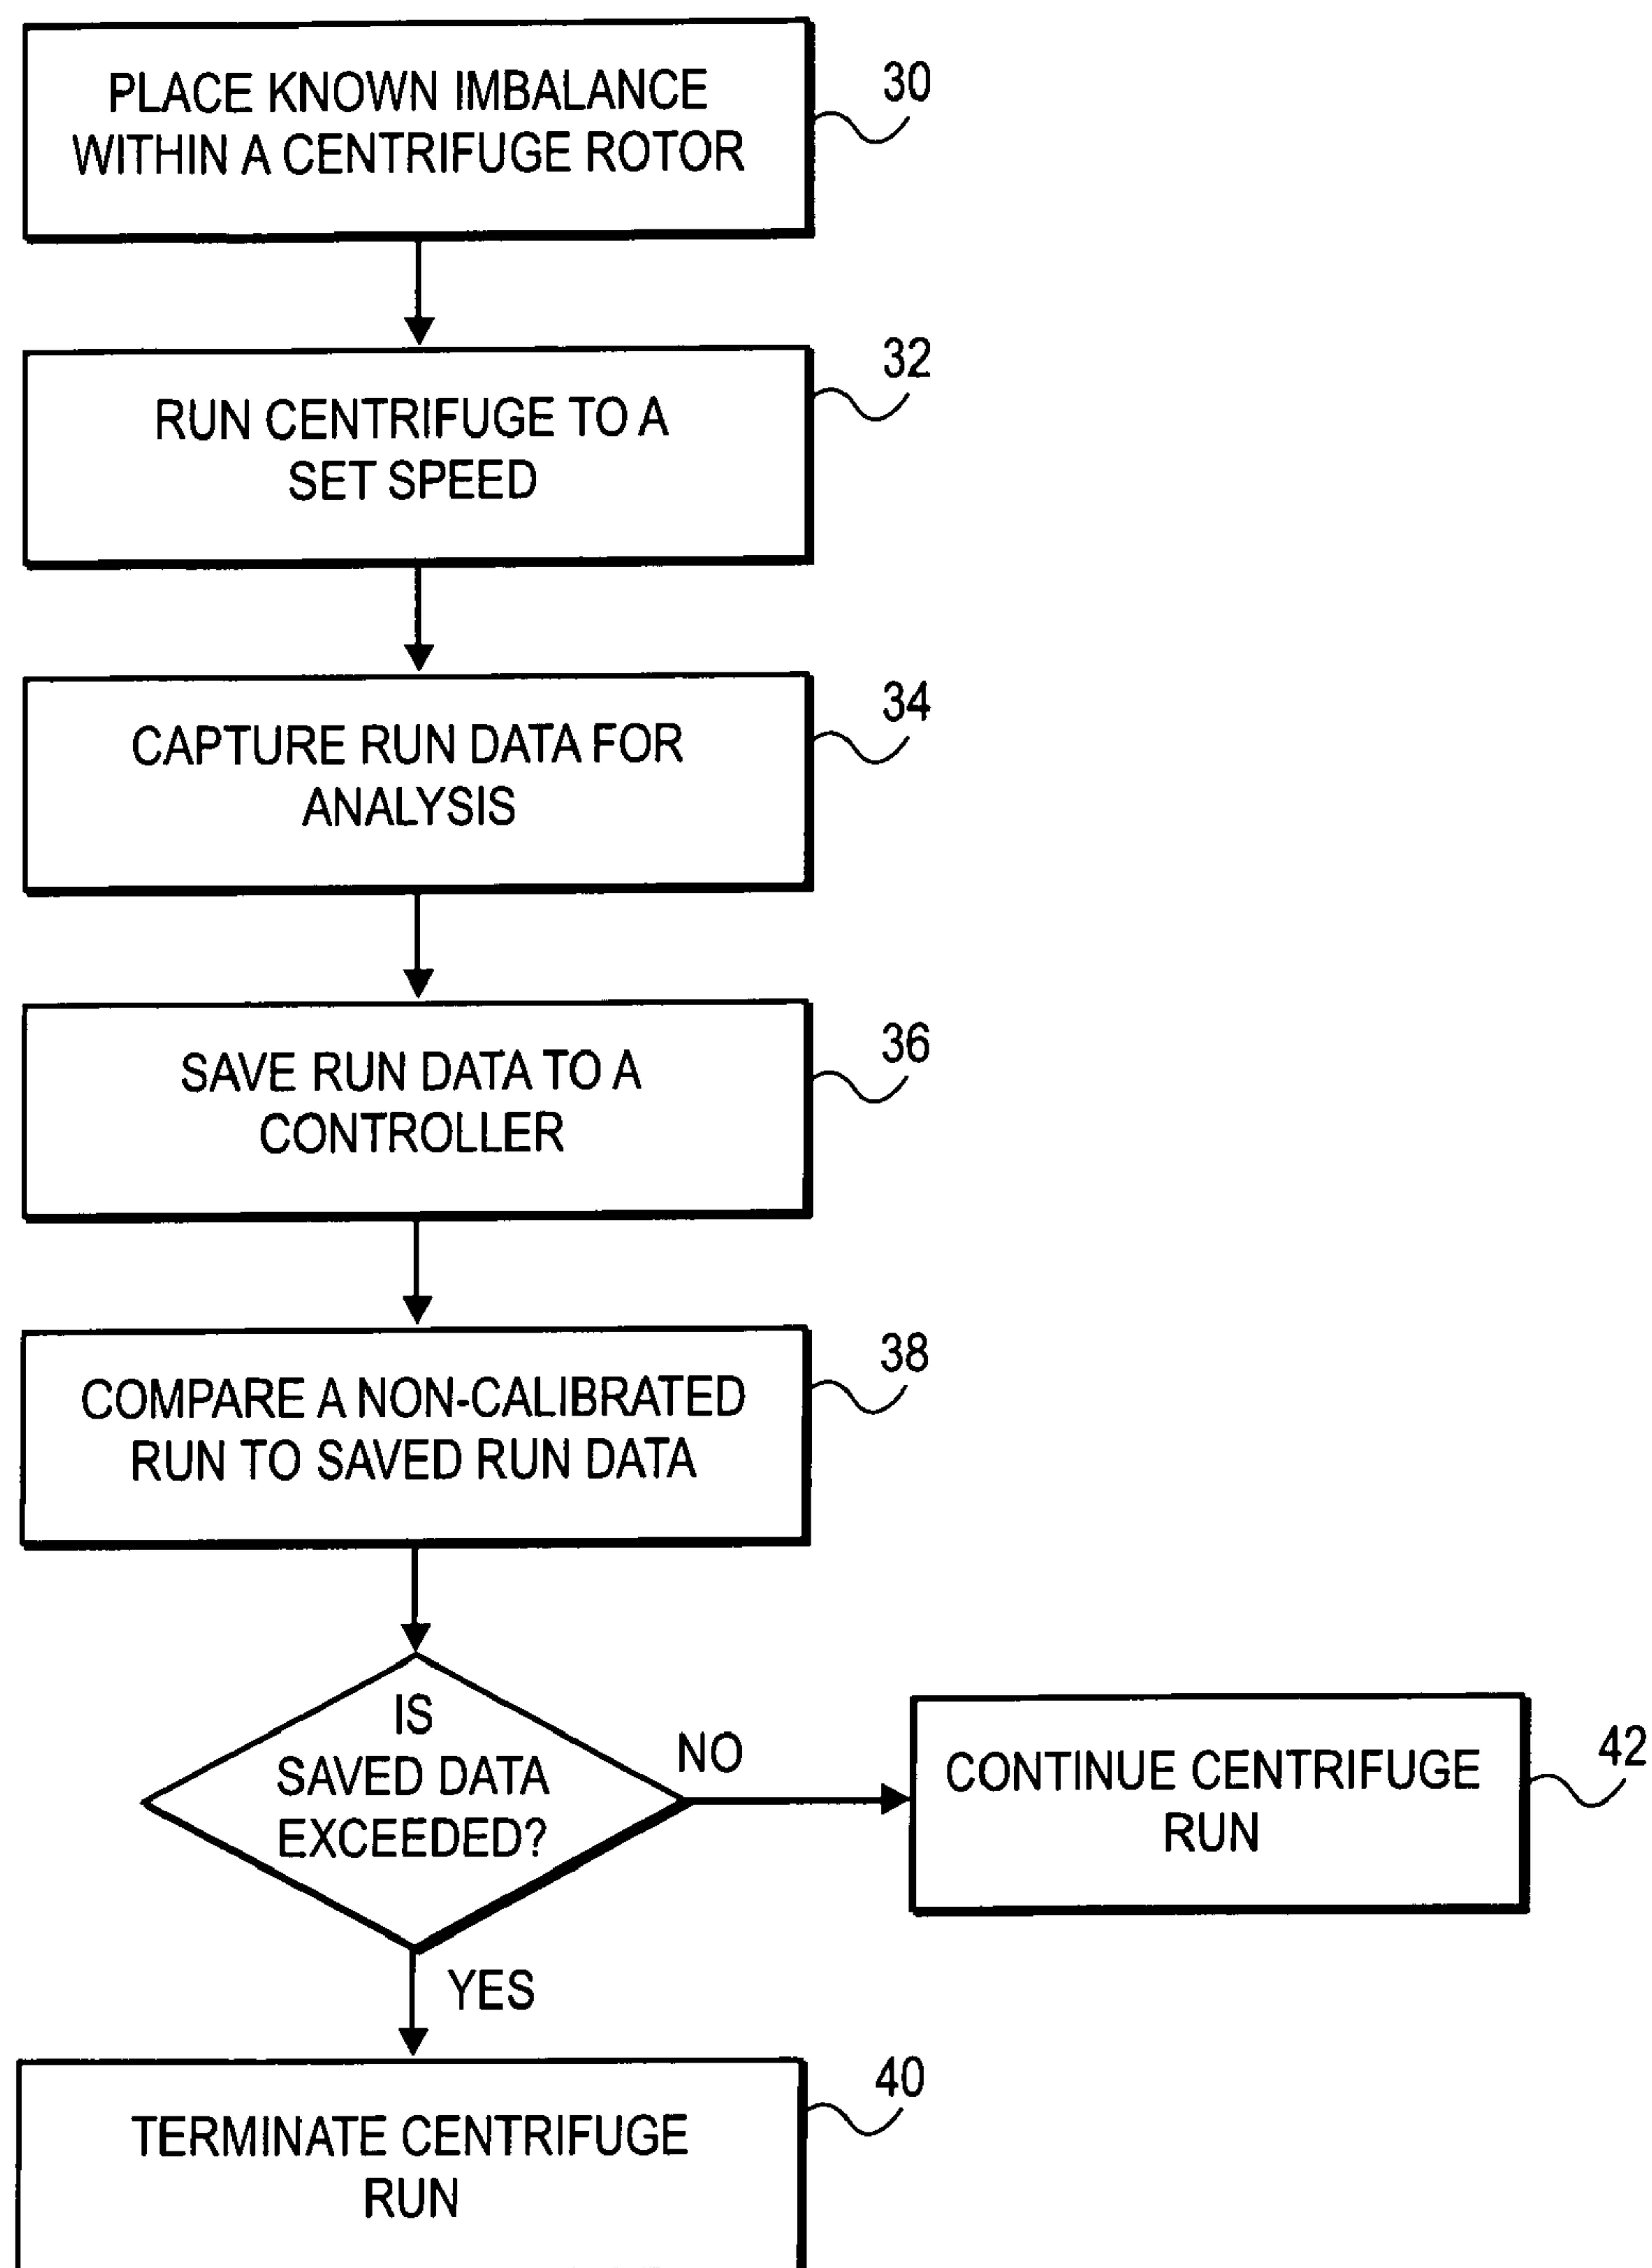 PLACE KNOWN IMBALANCE
WITHIN A CENTRIFUGE ROTOR
30
RUN CENTRIFUGE TO A
SET SPEED
32
CAPTURE RUN DATA FOR
ANALYSIS
34
SAVE RUN DATA TO A
CONTROLLER
36
COMPARE A NON-CALIBRATED
RUN TO SAVED RUN DATA
38
IS
SAVED DATA
EXCEEDED?
NO
CONTINUE CENTRIFUGE
RUN
42
YES
TERMINATE CENTRIFUGE
RUN
40